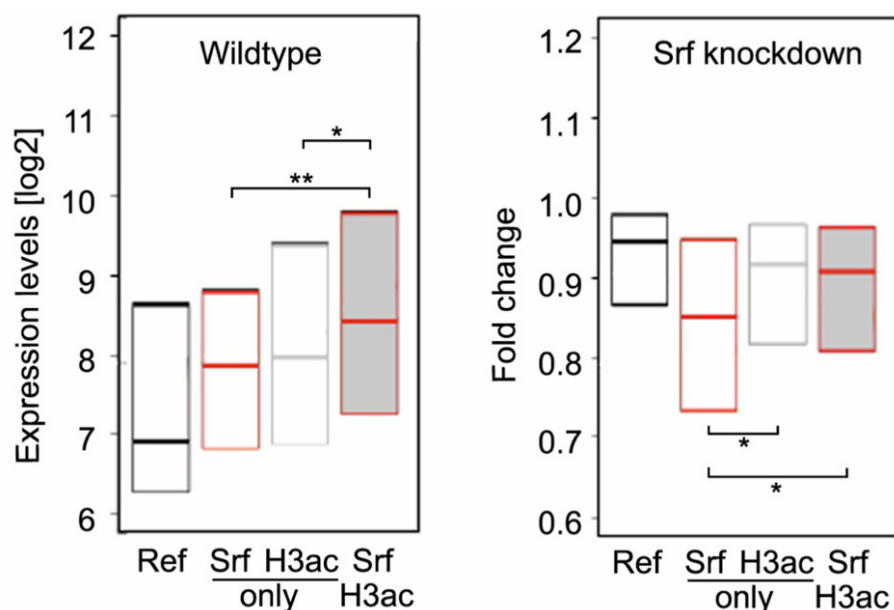 Wildtype
Expression levels [log2]
12
11
10
9
8
7
6
*
**
Ref Srf H3ac Srf
only H3ac
Srf knockdown
Fold change
1.2
1.1
1.0
0.9
0.8
0.7
0.6
*
*
Ref Srf H3ac Srf
only H3ac